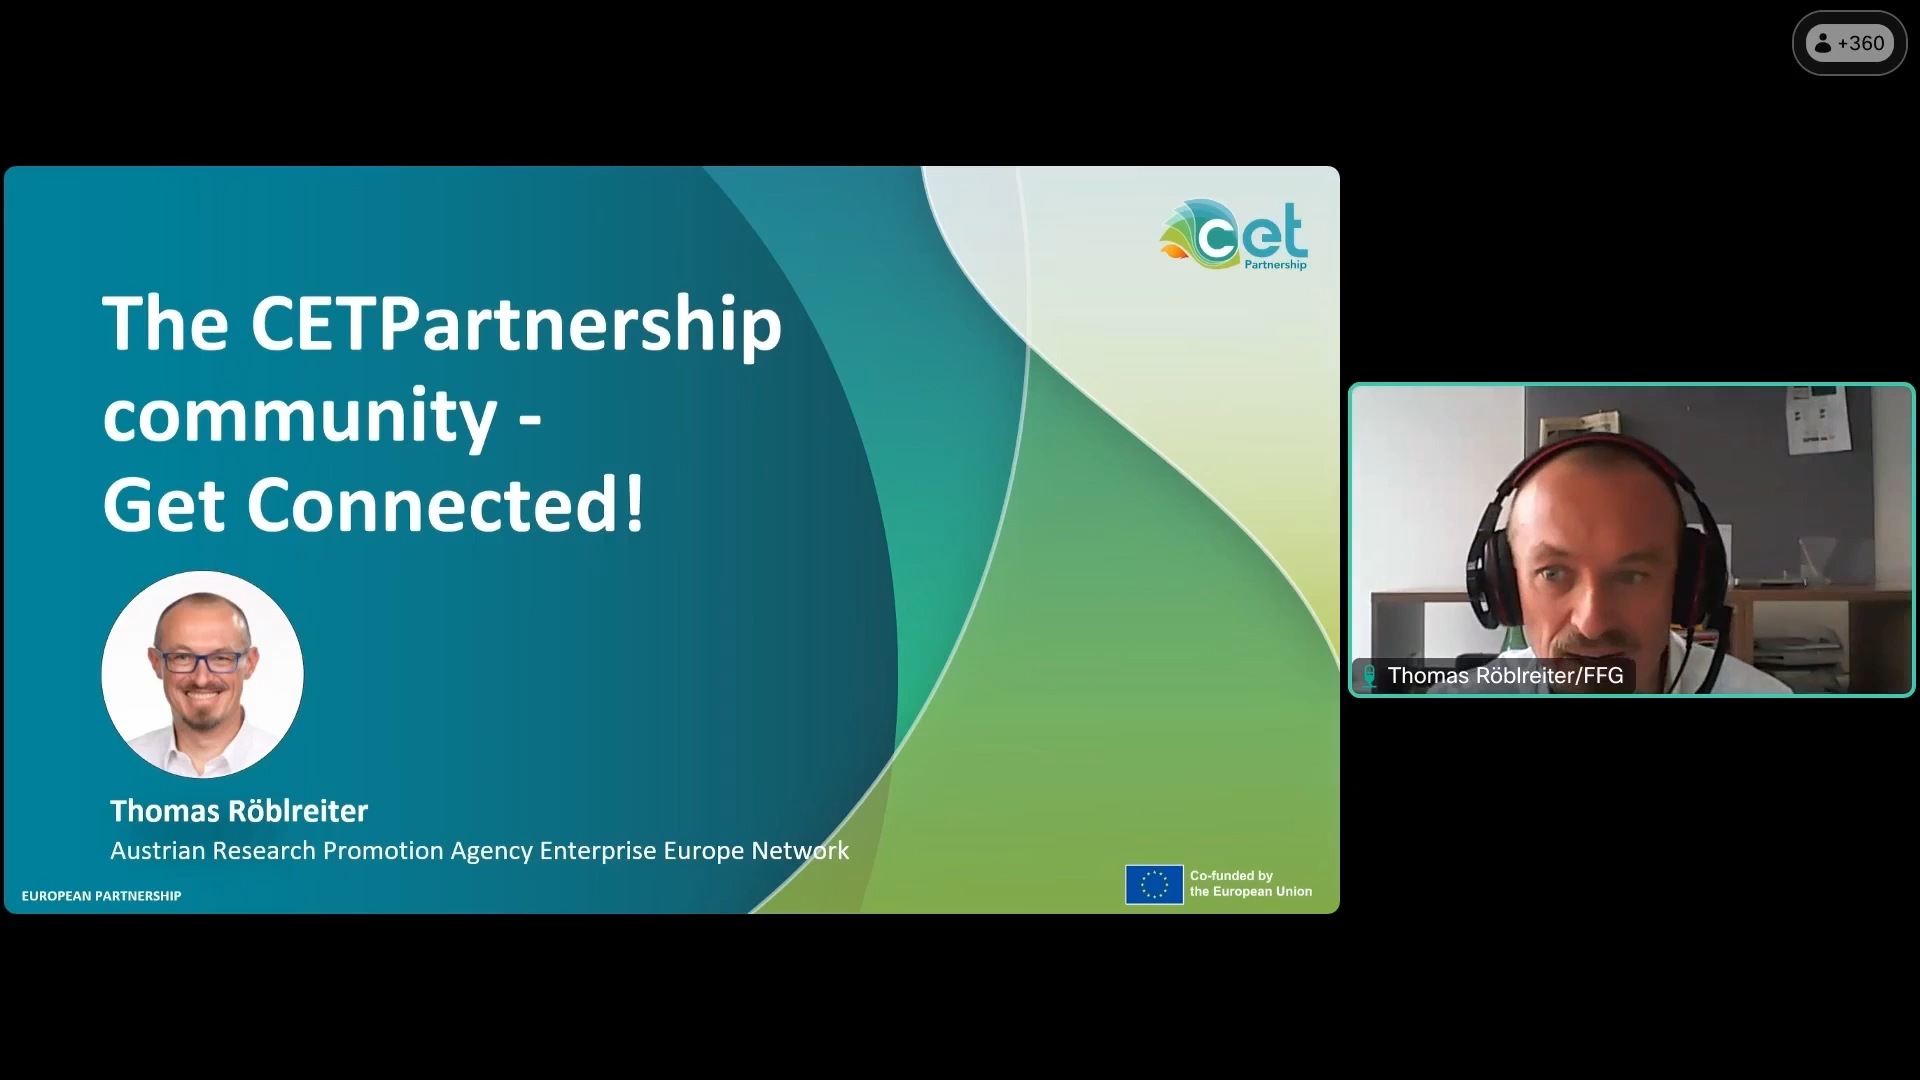 +360
cet
Partnership
The CETPartnership
community -
Get Connected!
Thomas Röblreiter
Austrian Research Promotion Agency Enterprise Europe Network
EUROPEAN PARTNERSHIP
Co-funded by
the European Union
Thomas Röblreiter/FFG